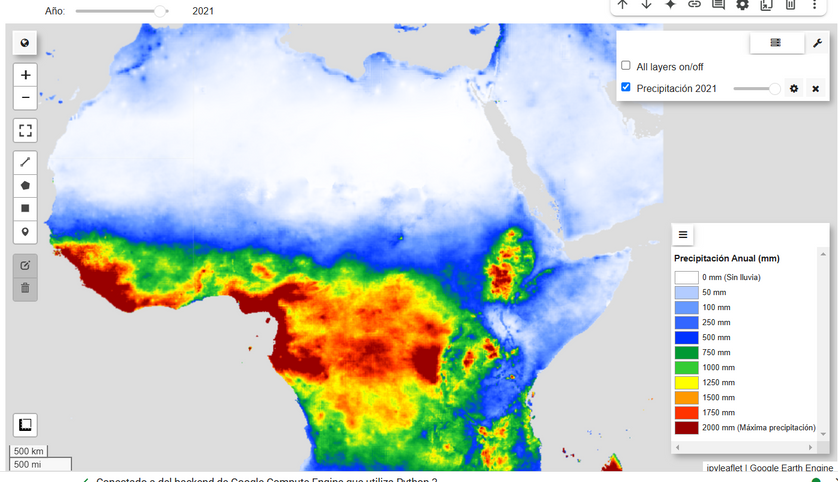 Año: 2021
All layers on/off
Precipitación 2021
Precipitación Anual (mm)
0 mm (Sin lluvia)
50 mm
100 mm
250 mm
500 mm
750 mm
1000 mm
1250 mm
1500 mm
1750 mm
2000 mm (Máxima precipitación)
500 km
500 mi
ipyleaflet | Google Earth Engine
Conectado a del backend de Google Compute Engine que utiliza Python 3